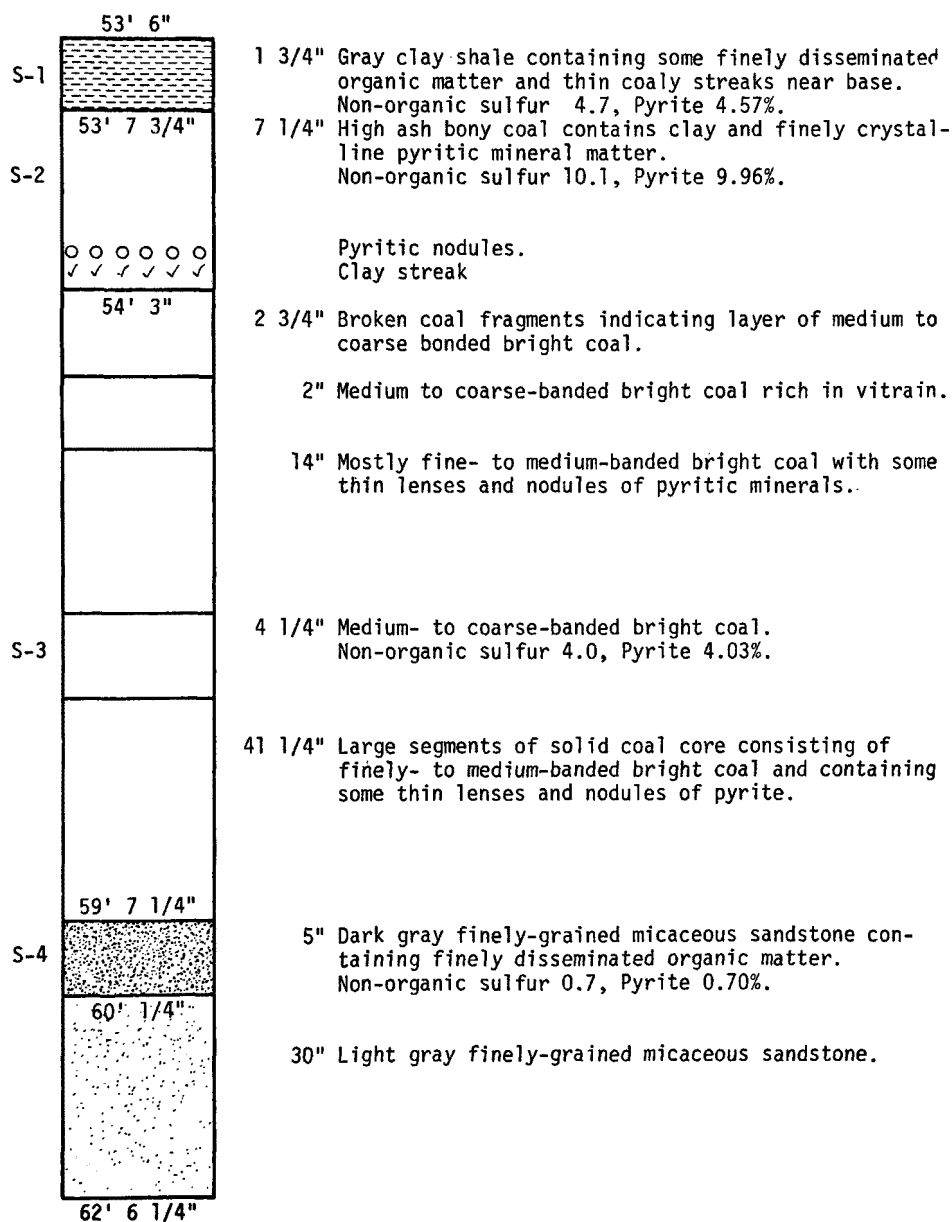 53' 6"
S-1
1 3/4" Gray clay shale containing some finely disseminated
organic matter and thin coaly streaks near base.
Non-organic sulfur 4.7, Pyrite 4.57%.
53' 7 3/4"
7 1/4" High ash bony coal contains clay and finely crystal-
line pyritic mineral matter.
S-2
Non-organic sulfur 10.1, Pyrite 9.96%.
Pyritic nodules.
Clay streak
54' 3"
2 3/4" Broken coal fragments indicating layer of medium to
coarse bonded bright coal.
2" Medium to coarse-banded bright coal rich in vitrain.
14" Mostly fine- to medium-banded bright coal with some
thin lenses and nodules of pyritic minerals.
4 1/4" Medium- to coarse-banded bright coal.
S-3
Non-organic sulfur 4.0, Pyrite 4.03%.
41 1/4" Large segments of solid coal core consisting of
finely- to medium-banded bright coal and containing
some thin lenses and nodules of pyrite.
59' 7 1/4"
S-4
5" Dark gray finely-grained micaceous sandstone con-
taining finely disseminated organic matter.
Non-organic sulfur 0.7, Pyrite 0.70%.
60' 1/4"
30" Light gray finely-grained micaceous sandstone.
62' 6 1/4"